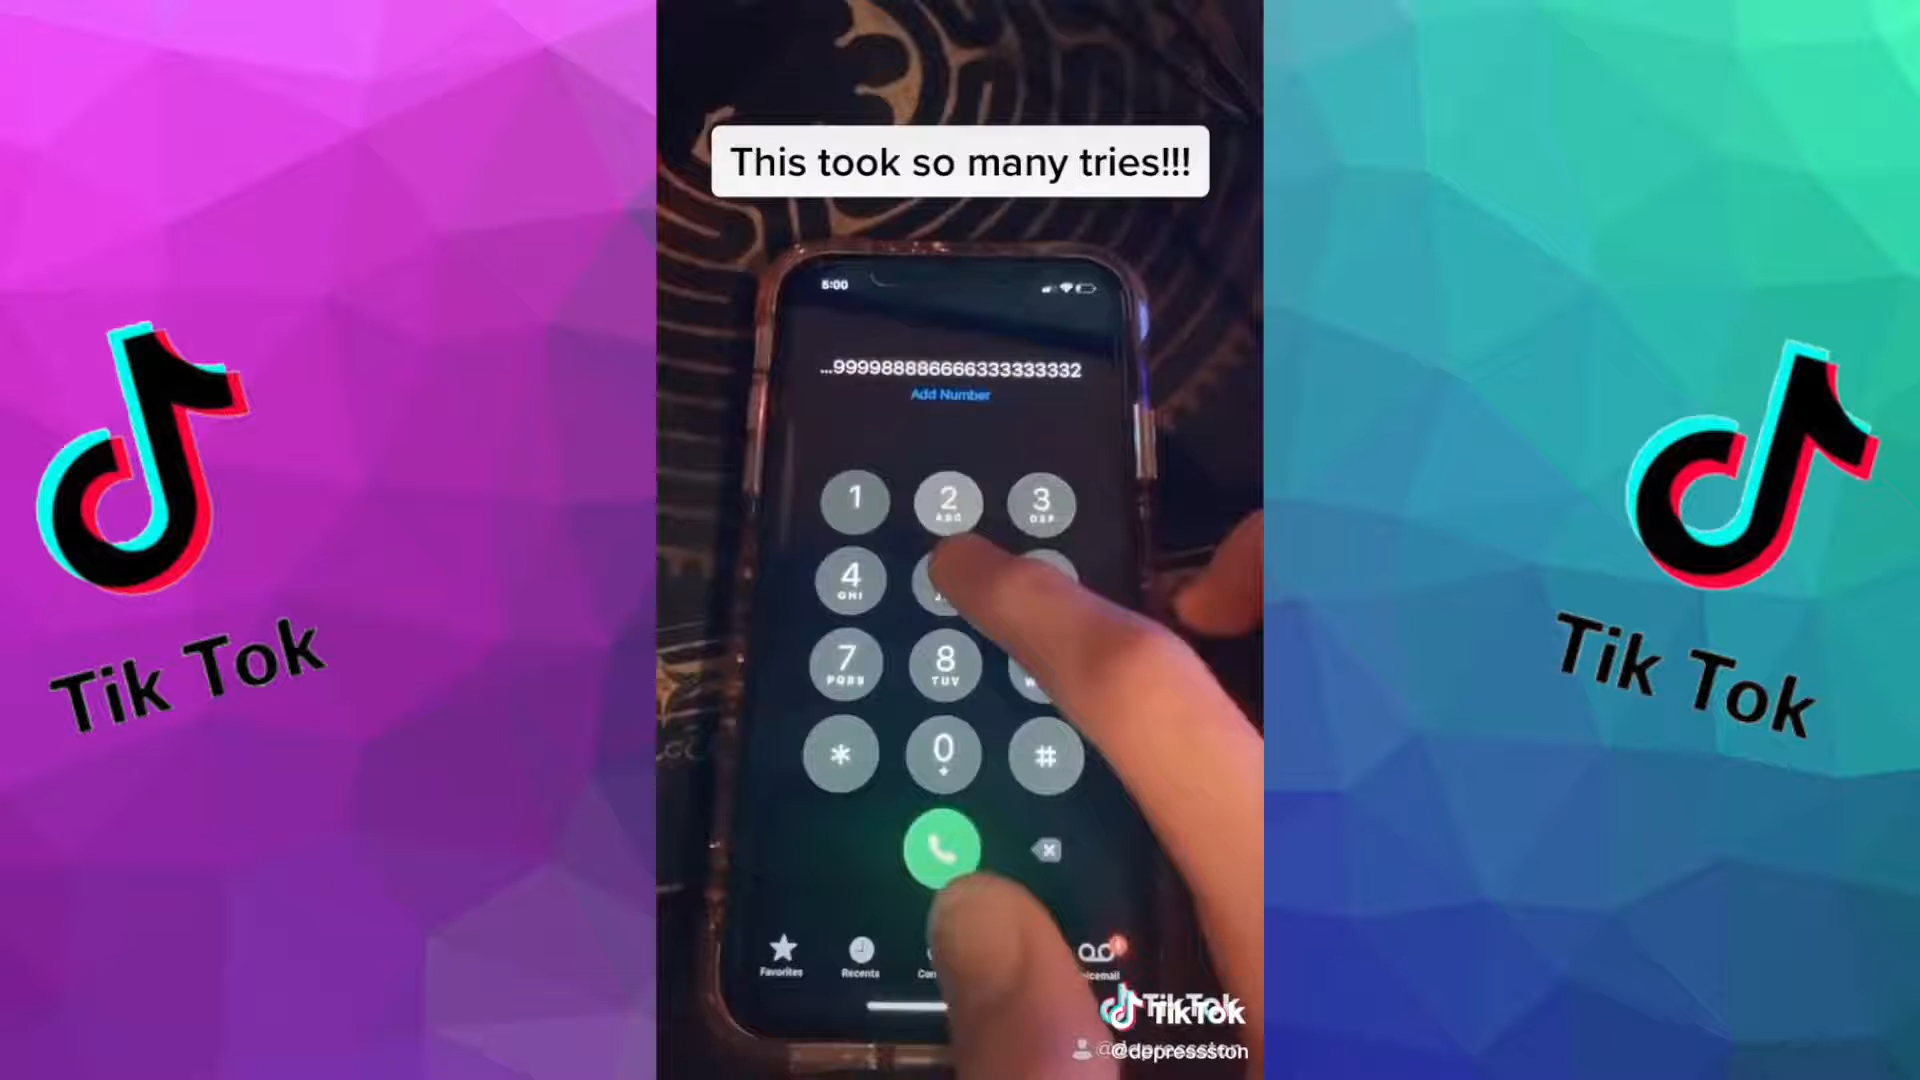 This took so many tries!!!
5:00
...9999888886666333333332
Add Number
1
2
ABC
3
DEF
4
GHI
7
PQRS
8
TUV
*
0
+
#
Favorites
Recents
Tik Tok
Tik Tok
TikTok
@depressston